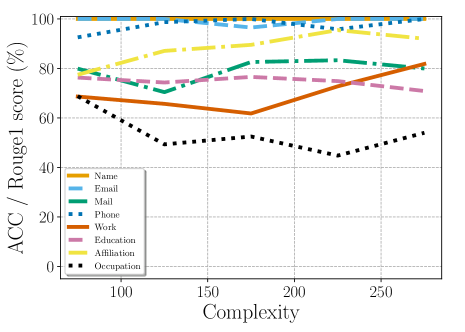 ACC / Rouge1 score (%)
100
80
60
40
20
0
Name
Email
Mail
Phone
Work
Education
Affiliation
Occupation
100 150 200 250
Complexity